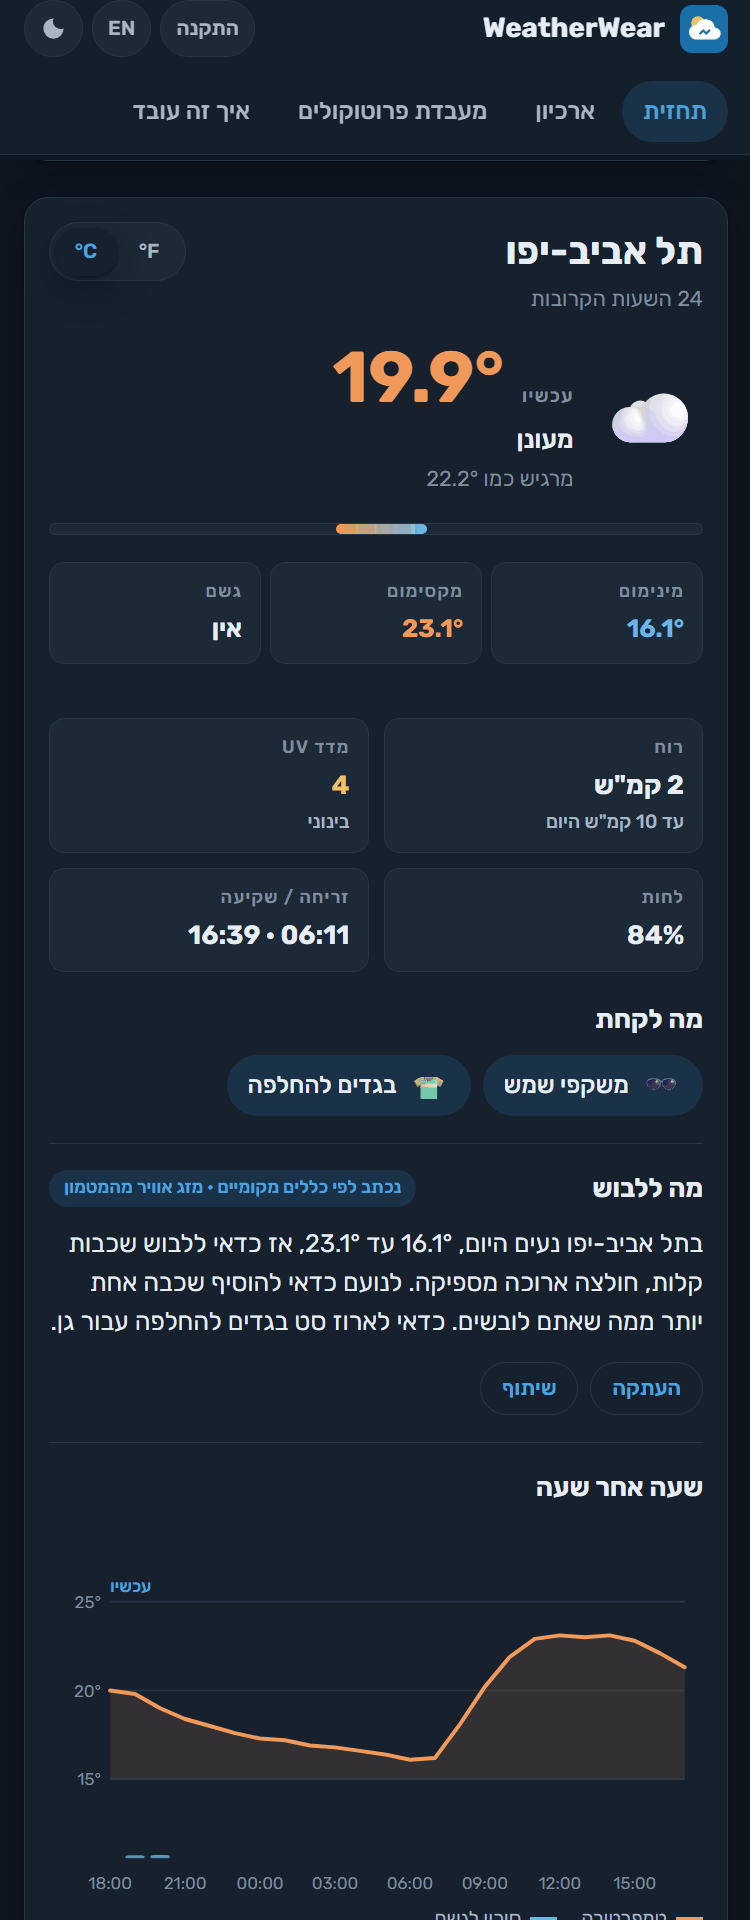 WeatherWear
התקנה
EN
תחזית
ארכיון
מעבדת פרוטוקולים
איך זה עובד
תל אביב-יפו
°F
°C
24 השעות הקרובות
עכשיו
19.9°
מעונן
מרגיש כמו 22.2°
מינימום
16.1°
מקסימום
23.1°
גשם
אין
רוח
2 קמ"ש
עד 10 קמ"ש היום
מדד UV
4
בינוני
לחות
84%
זריחה / שקיעה
06:11 • 16:39
מה לקחת
משקפי שמש
בגדים להחלפה
מה ללבוש
נכתב לפי כללים מקומיים • מזג אוויר מהמטמון
בתל אביב-יפו נעים היום, 16.1° עד 23.1°, אז כדאי ללבוש שכבות
קלות, חולצה ארוכה מספיקה. לנועם כדאי להוסיף שכבה אחת
יותר ממה שאתם לובשים. כדאי לארוז סט בגדים להחלפה עבור גן.
העתקה
שיתוף
שעה אחר שעה
עכשיו
25°
20°
15°
18:00 21:00 00:00 03:00 06:00 09:00 12:00 15:00
טמפרטורה
סיכוי לגשם